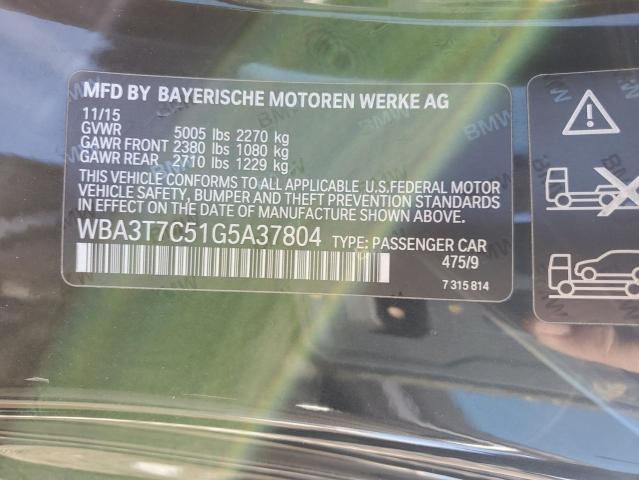 MFD BY BAYERISCHE MOTOREN WERKE AG
11/15
GVWR 5005 lbs 2270 kg
GAWR FRONT 2380 lbs 1080 kg
GAWR REAR 2710 lbs 1229 kg
THIS VEHICLE CONFORMS TO ALL APPLICABLE U.S.FEDERAL MOTOR
VEHICLE SAFETY, BUMPER AND THEFT PREVENTION STANDARDS
IN EFFECT ON THE DATE OF MANUFACTURE SHOWN ABOVE.
WBA3T7C51G5A37804 TYPE: PASSENGER CAR
475/9
7 315 814